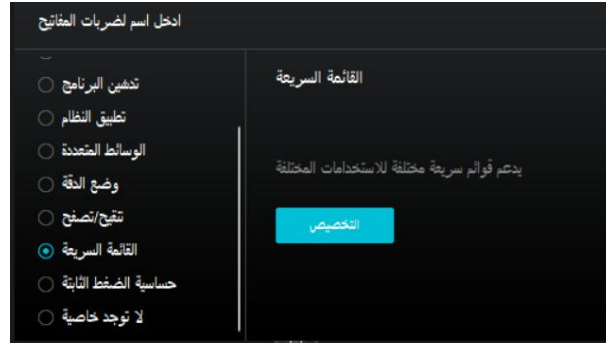 ادخل اسم لضربات المفاتيح
تدشين البرنامج
تطبيق النظام
الوسائط المتعددة
وضع الدقة
تنقيح/تصفح
القائمة السريعة
حساسية الضغط الثابتة
لا توجد خاصية
القائمة السريعة
يدعم قوائم سريعة مختلفة للاستخدامات المختلفة
التخصيص